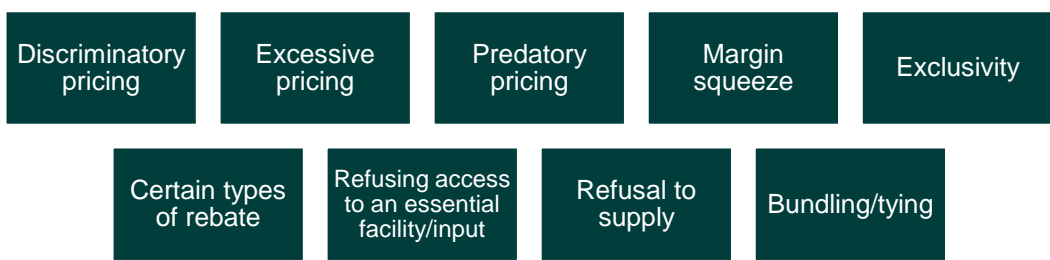 Discriminatory
pricing
Excessive
pricing
Predatory
pricing
Margin
squeeze
Exclusivity
Certain types
of rebate
Refusing access
to an essential
facility/input
Refusal to
supply
Bundling/tying